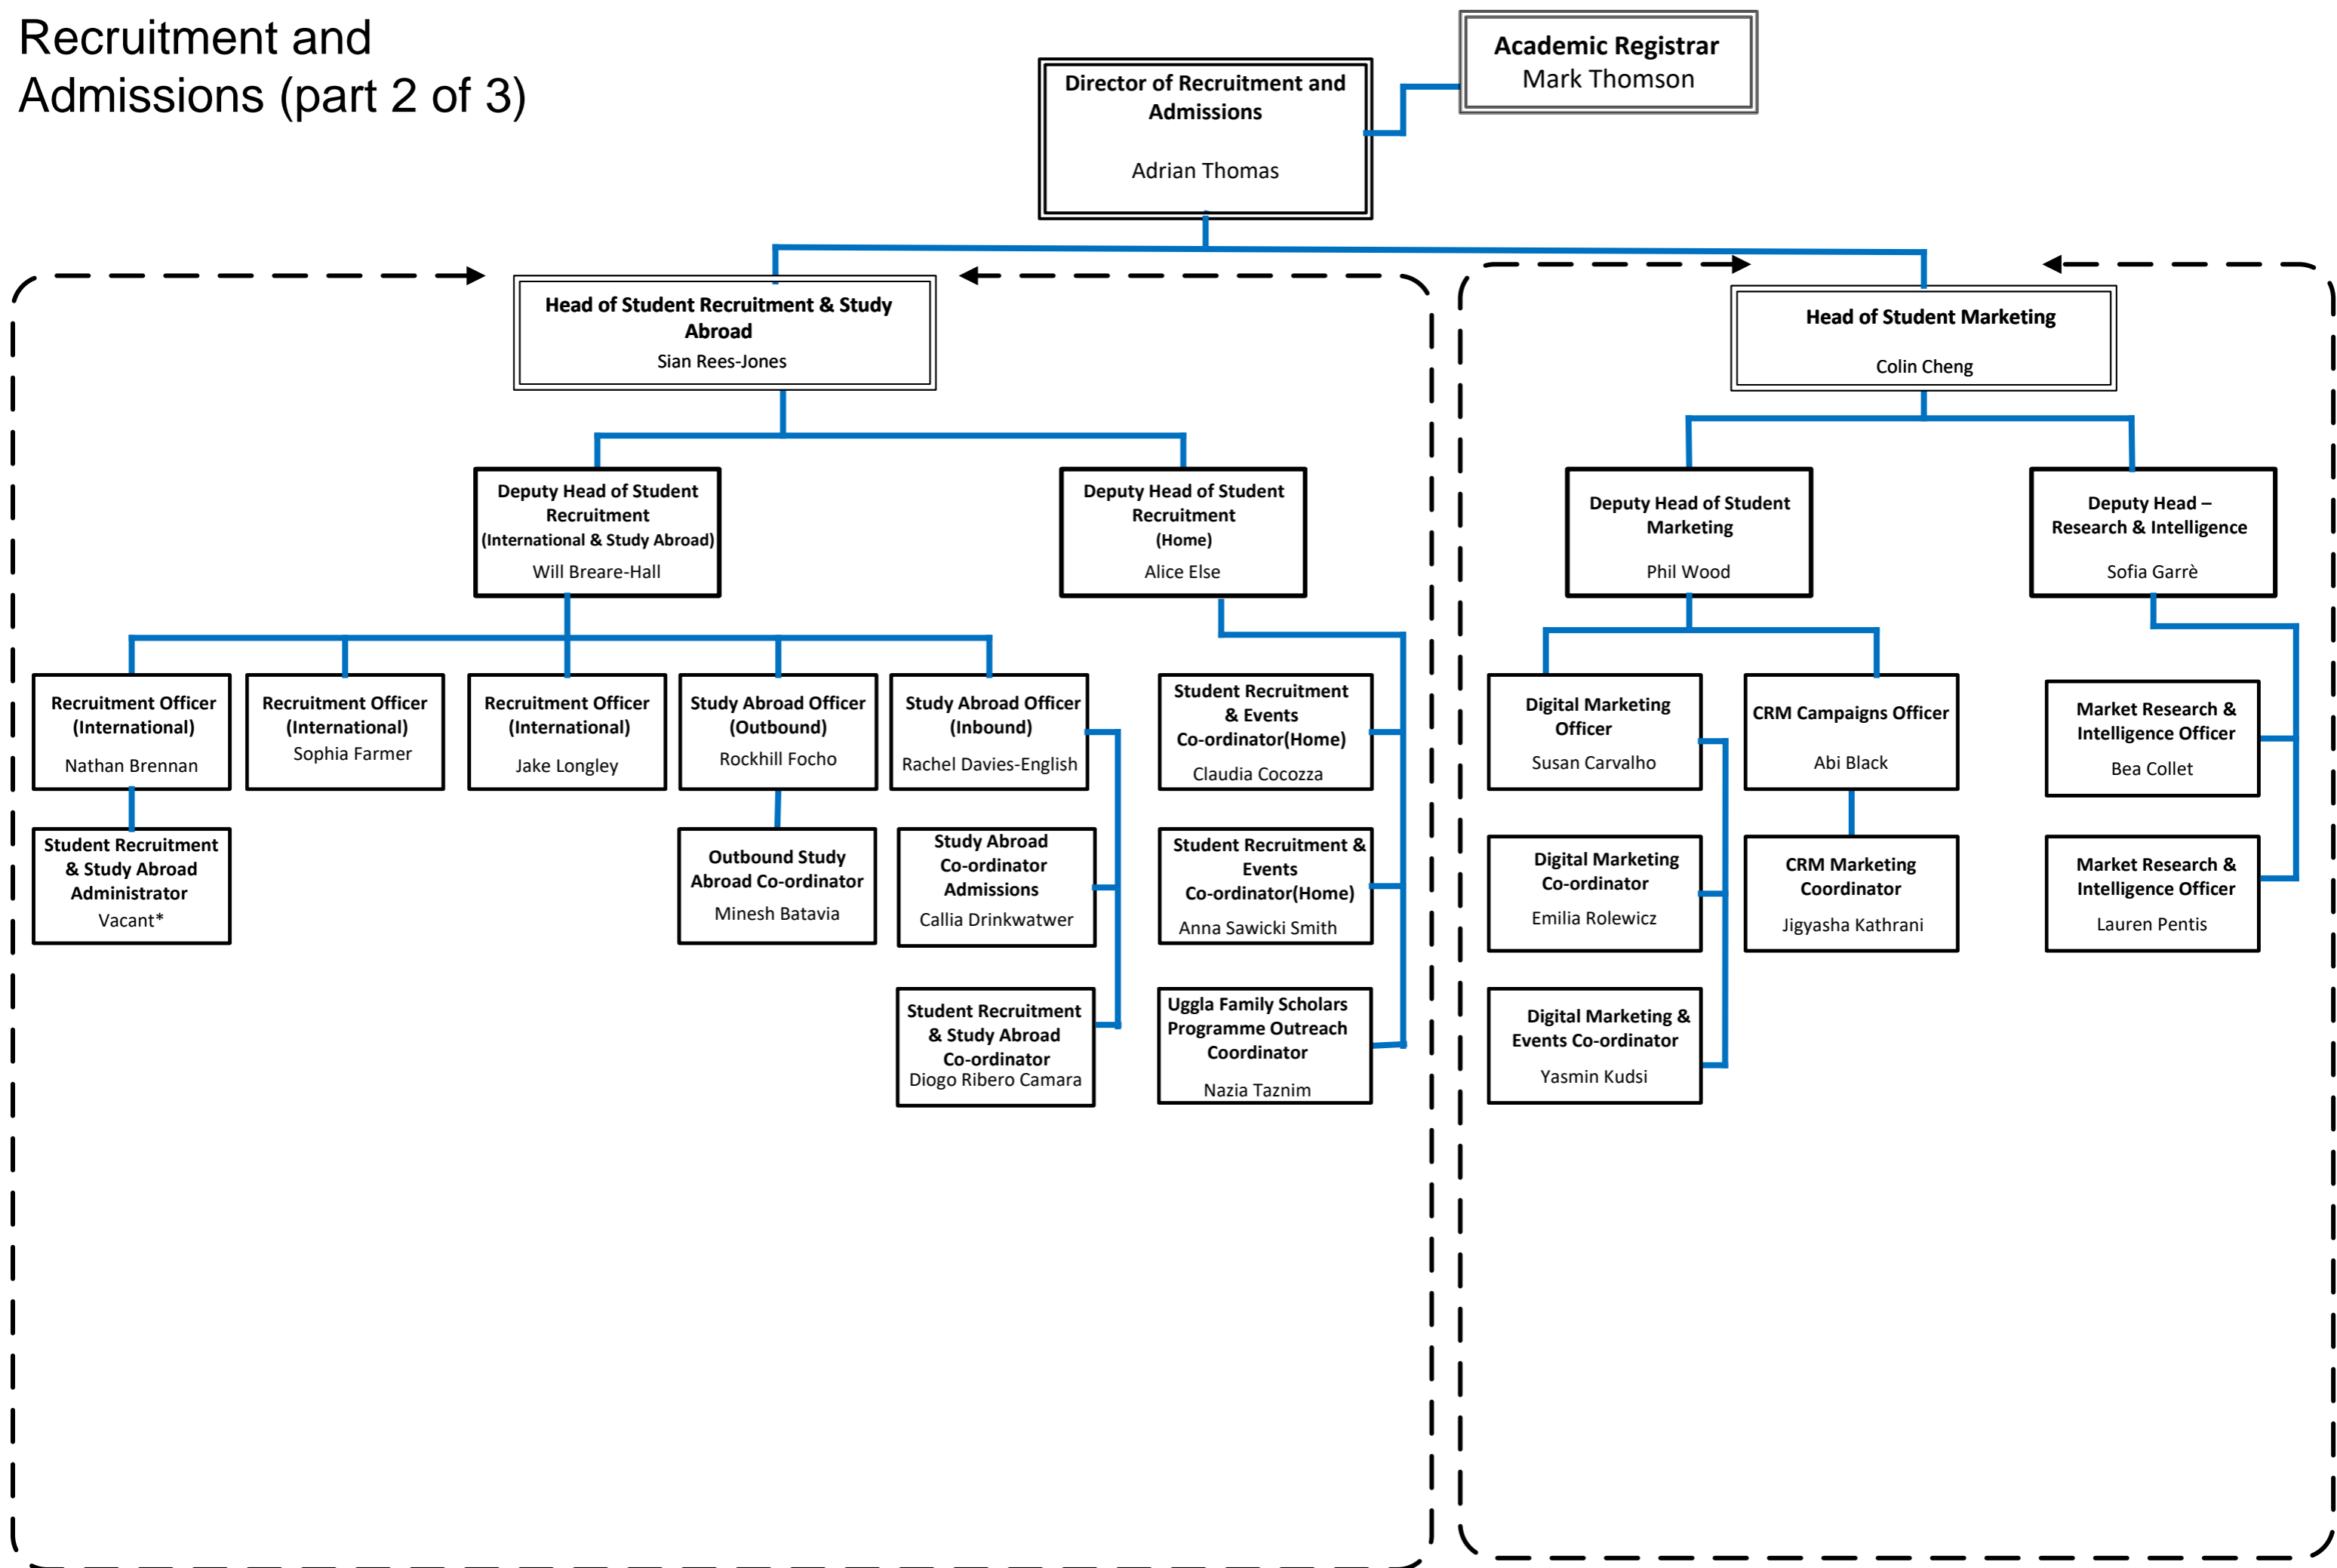 Recruitment and
Admissions (part 2 of 3)
Academic Registrar
Mark Thomson
Director of Recruitment and
Admissions
Adrian Thomas
Head of Student Recruitment & Study
Abroad
Sian Rees-Jones
Head of Student Marketing
Colin Cheng
Deputy Head of Student
Recruitment
(International & Study Abroad)
Will Breare-Hall
Deputy Head of Student
Recruitment
(Home)
Alice Else
Deputy Head of Student
Marketing
Phil Wood
Deputy Head –
Research & Intelligence
Sofia Garrè
Recruitment Officer
(International)
Nathan Brennan
Recruitment Officer
(International)
Sophia Farmer
Recruitment Officer
(International)
Jake Longley
Study Abroad Officer
(Outbound)
Rockhill Focho
Study Abroad Officer
(Inbound)
Rachel Davies-English
Student Recruitment
& Events
Co-ordinator(Home)
Claudia Cocozza
Digital Marketing
Officer
Susan Carvalho
CRM Campaigns Officer
Abi Black
Market Research &
Intelligence Officer
Bea Collet
Student Recruitment
& Study Abroad
Administrator
Vacant*
Outbound Study
Abroad Co-ordinator
Minesh Batavia
Study Abroad
Co-ordinator
Admissions
Callia Drinkwatwer
Student Recruitment &
Events
Co-ordinator(Home)
Anna Sawicki Smith
Digital Marketing
Co-ordinator
Emilia Rolewicz
CRM Marketing
Coordinator
Jigyasha Kathrani
Market Research &
Intelligence Officer
Lauren Pentis
Student Recruitment
& Study Abroad
Co-ordinator
Diogo Ribero Camara
Uggla Family Scholars
Programme Outreach
Coordinator
Nazia Taznim
Digital Marketing &
Events Co-ordinator
Yasmin Kudsi